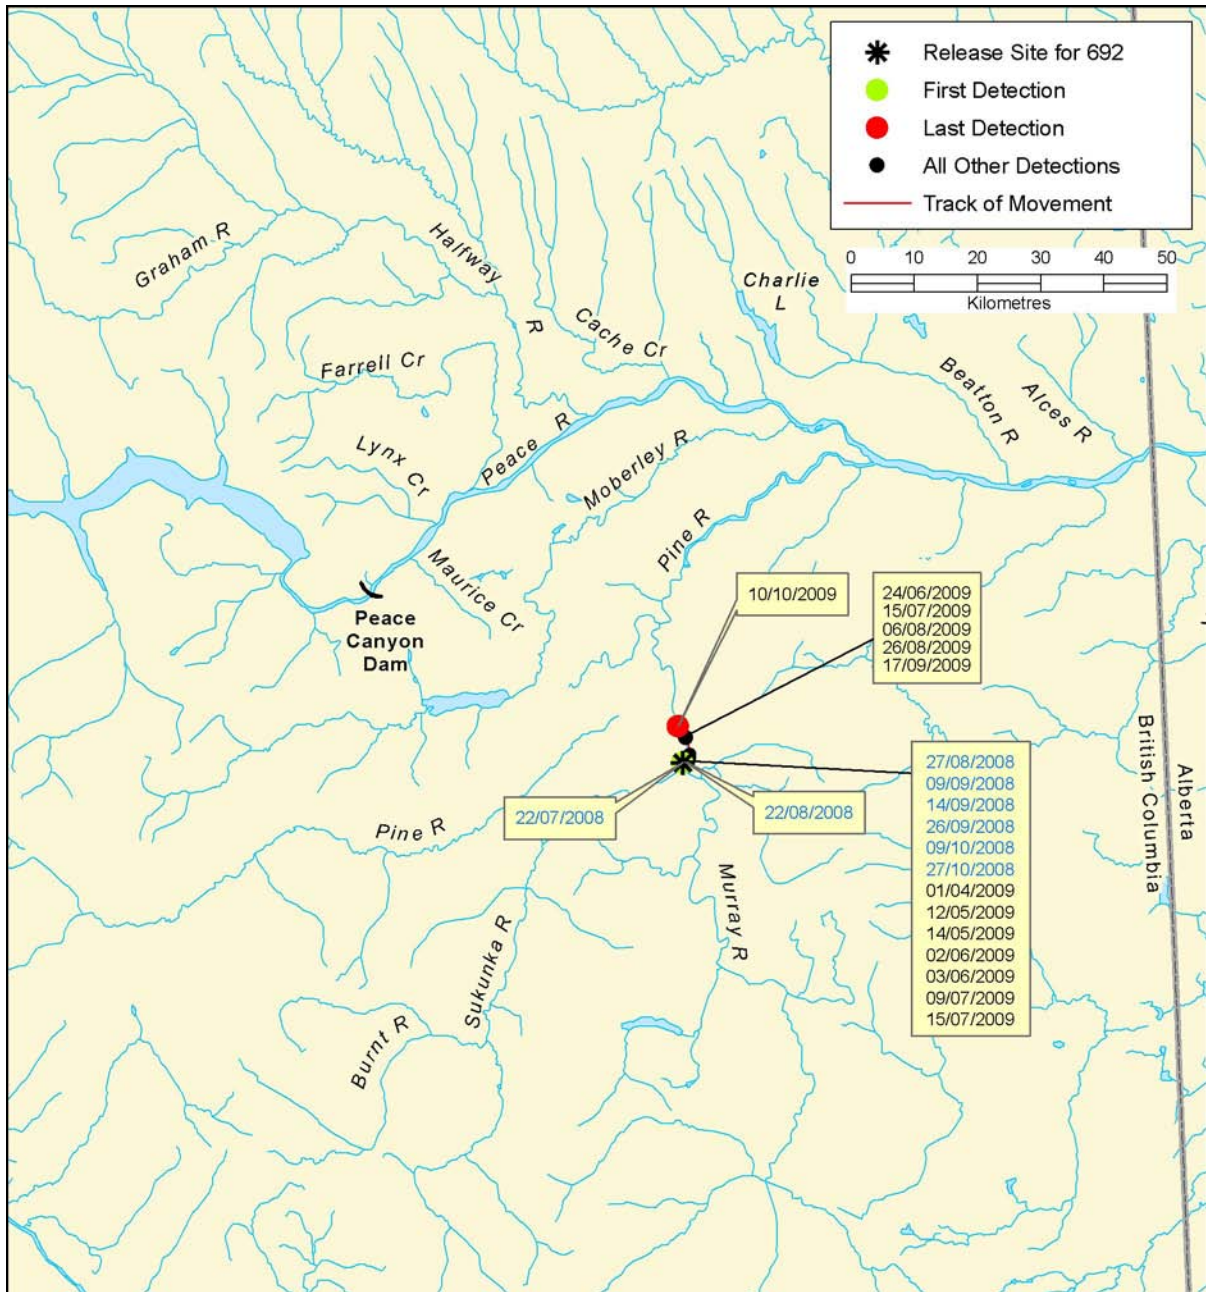 Release Site for 692
First Detection
Last Detection
All Other Detections
Track of Movement
0 10 20 30 40 50
Kilometres
Graham R
Halfway
R
Charlie
L
Cache Cr
Farrell Cr
Beatton R
Alces R
Lynx Cr
Peace R
Moberley R
Pine R
Maurice Cr
Peace
Canyon
Dam
10/10/2009
24/06/2009
15/07/2009
06/08/2009
26/08/2009
17/09/2009
British Columbia
Alberta
27/08/2008
09/09/2008
14/09/2008
26/09/2008
09/10/2008
27/10/2008
01/04/2009
12/05/2009
14/05/2009
02/06/2009
03/06/2009
09/07/2009
15/07/2009
22/07/2008
22/08/2008
Pine R
Murray R
Sukunka R
Burnt R